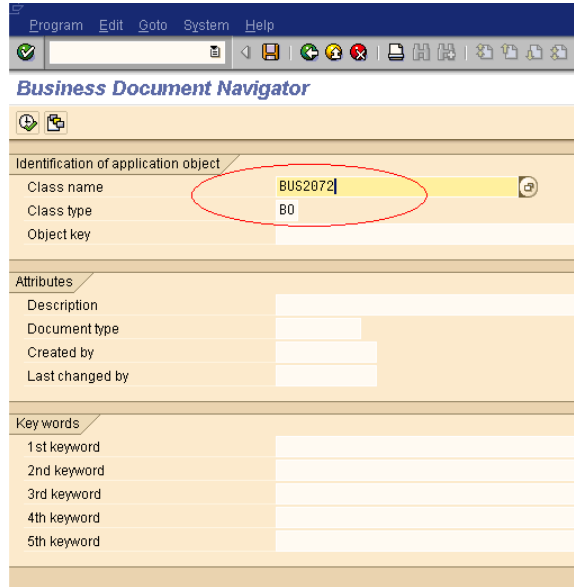 Program Edit Goto System Help
Business Document Navigator
Identification of application object
Class name BUS2072
Class type BO
Object key
Attributes
Description
Document type
Created by
Last changed by
Key words
1st keyword
2nd keyword
3rd keyword
4th keyword
5th keyword